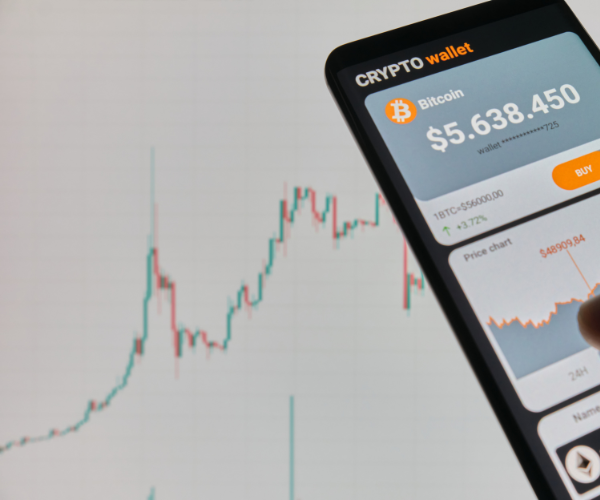 CRYPTO wallet
Bitcoin
$5.638.450
wallet ************725
BUY
1BTC=$56000,00
↑ +3.72%
Price chart
$48909,84
24H
Name